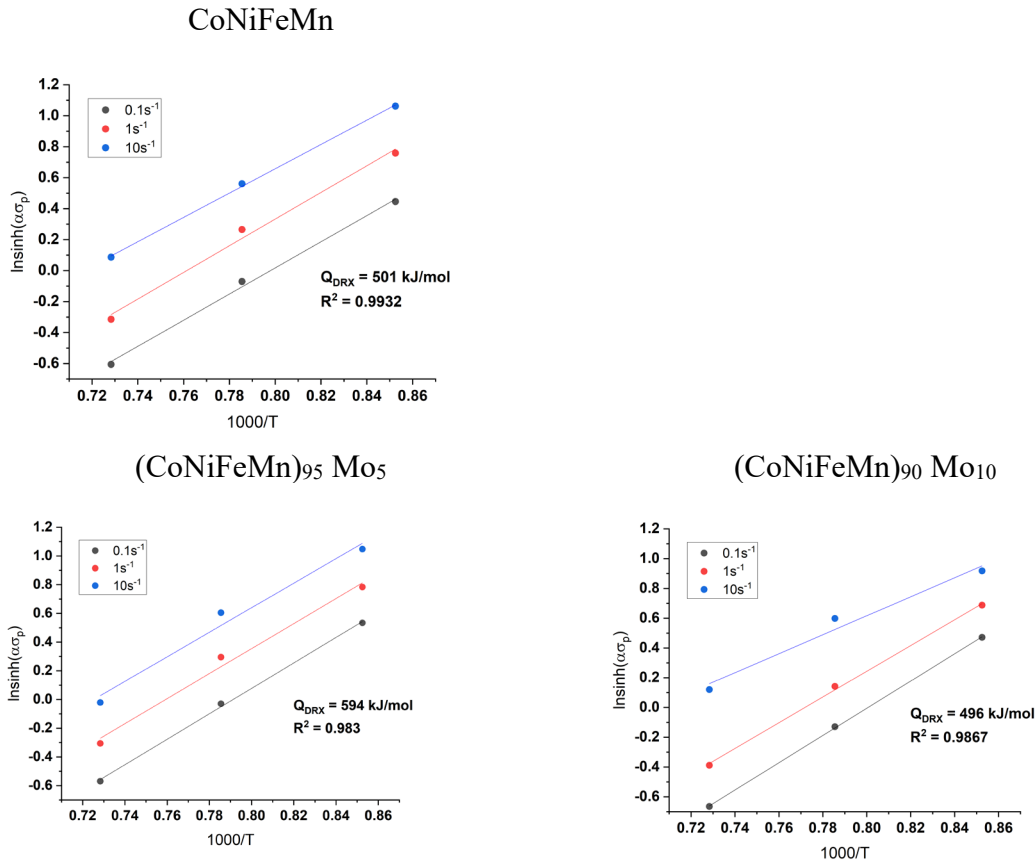 CoNiFeMn
1.2
1.0
0.8
0.6
0.4
0.2
0.0
-0.2
-0.4
-0.6
lnsinh(ασₚ)
0.1s⁻¹
1s⁻¹
10s⁻¹
Q_DRX = 501 kJ/mol
R² = 0.9932
0.72 0.74 0.76 0.78 0.80 0.82 0.84 0.86
1000/T
(CoNiFeMn)₉₅ Mo₅
1.2
1.0
0.8
0.6
0.4
0.2
0.0
-0.2
-0.4
-0.6
lnsinh(ασₚ)
0.1s⁻¹
1s⁻¹
10s⁻¹
Q_DRX = 594 kJ/mol
R² = 0.983
0.72 0.74 0.76 0.78 0.80 0.82 0.84 0.86
1000/T
(CoNiFeMn)₉₀ Mo₁₀
1.2
1.0
0.8
0.6
0.4
0.2
0.0
-0.2
-0.4
-0.6
lnsinh(ασₚ)
0.1s⁻¹
1s⁻¹
10s⁻¹
Q_DRX = 496 kJ/mol
R² = 0.9867
0.72 0.74 0.76 0.78 0.80 0.82 0.84 0.86
1000/T